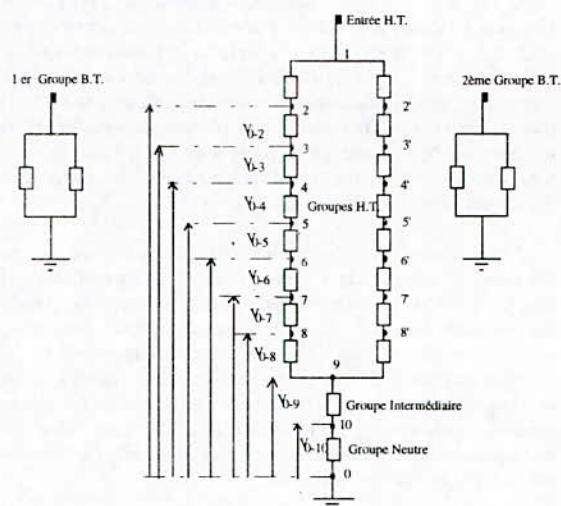 Entrée H.T.
1
1 er Groupe B.T.
2ème Groupe B.T.
2
2'
V0-2
3
3'
V0-3
4
4'
V0-4
Groupes H.T.
5
5'
V0-5
6
6'
V0-6
7
7'
V0-7
8
8'
V0-8
9
V0-9
Groupe Intermédiaire
10
V0-10
Groupe Neutre
0